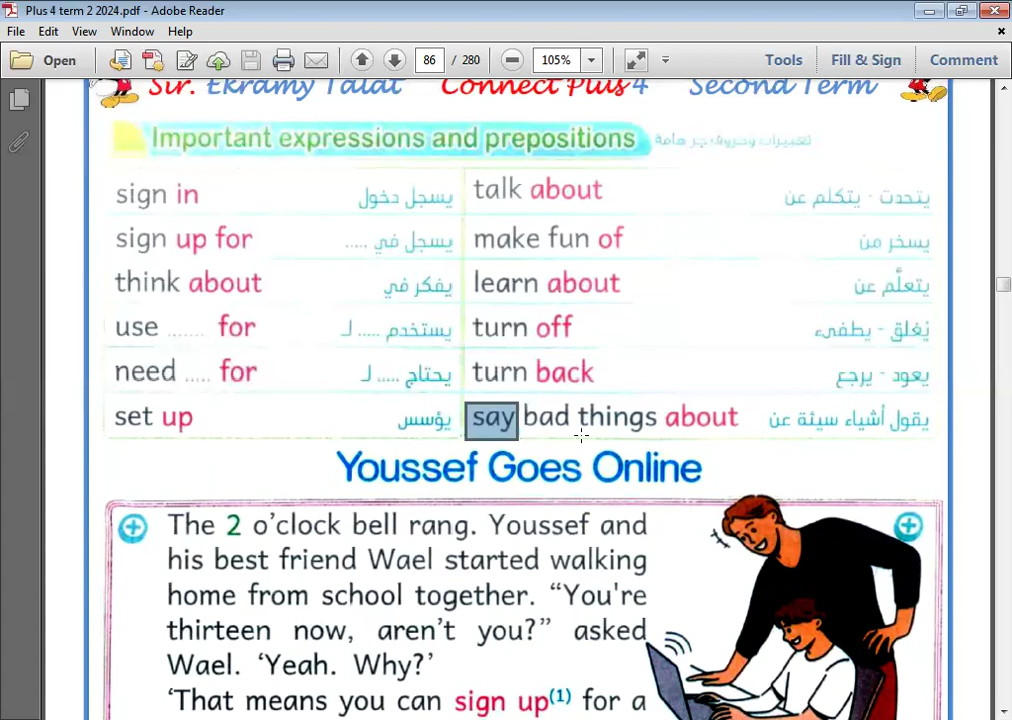 Plus 4 term 2 2024.pdf - Adobe Reader
File Edit View Window Help
Open 86 / 280 105% Tools Fill & Sign Comment
Sir. Ekramy Talat Connect Plus 4 Second Term
Important expressions and prepositions تعبيرات وحروف جر هامة
sign in يسجل دخول talk about يتحدث - يتكلم عن
sign up for يسجل في ..... make fun of يسخر من
think about يفكر في learn about يتعلَّم عن
use ....... for يستخدم ..... لـ turn off يُغلق - يطفىء
need ..... for يحتاج ..... لـ turn back يعود - يرجع
set up يؤسس say bad things about يقول أشياء سيئة عن
Youssef Goes Online
The 2 o'clock bell rang. Youssef and
his best friend Wael started walking
home from school together. “You're
thirteen now, aren't you?” asked
Wael. ‘Yeah. Why?’
‘That means you can sign up(1) for a